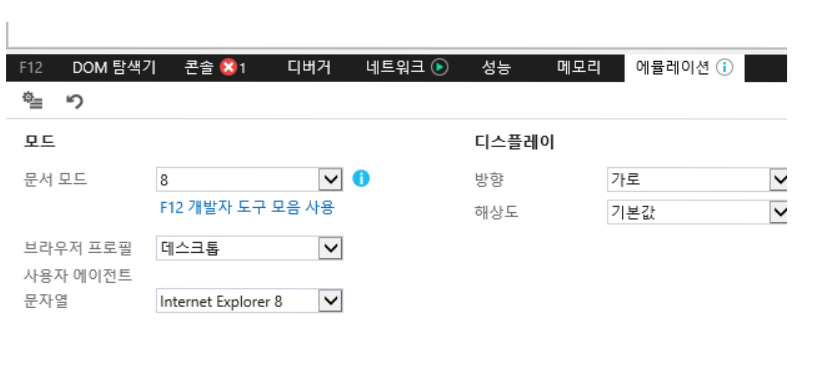 F12 DOM 탐색기 콘솔 1 디버거 네트워크 성능 메모리 에뮬레이션
모드 디스플레이
문서 모드 8 방향 가로
F12 개발자 도구 모음 사용
해상도 기본값
브라우저 프로필 데스크톱
사용자 에이전트
문자열 Internet Explorer 8